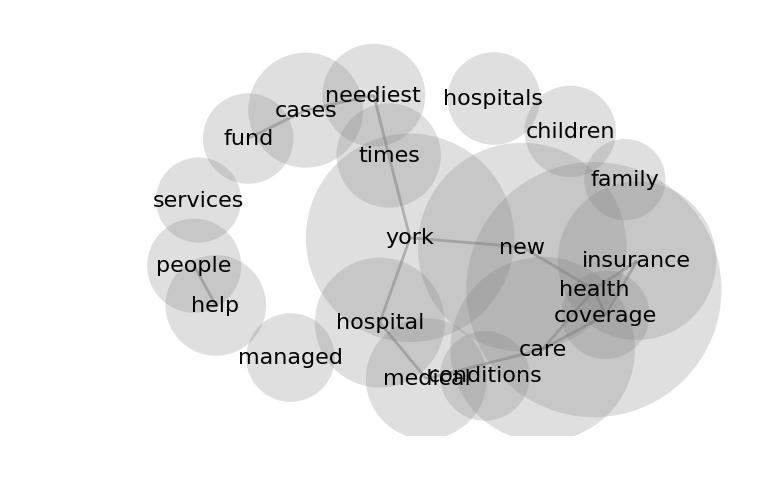 neediest
hospitals
cases
children
fund
times
family
services
york
new
insurance
people
health
help
coverage
hospital
care
managed
medical
conditions